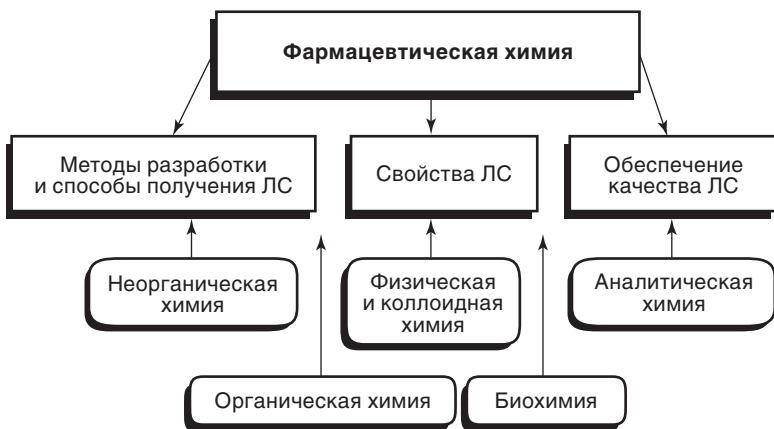 Фармацевтическая химия
Методы разработки
и способы получения ЛС
Свойства ЛС
Обеспечение
качества ЛС
Неорганическая
химия
Физическая
и коллоидная
химия
Аналитическая
химия
Органическая химия
Биохимия